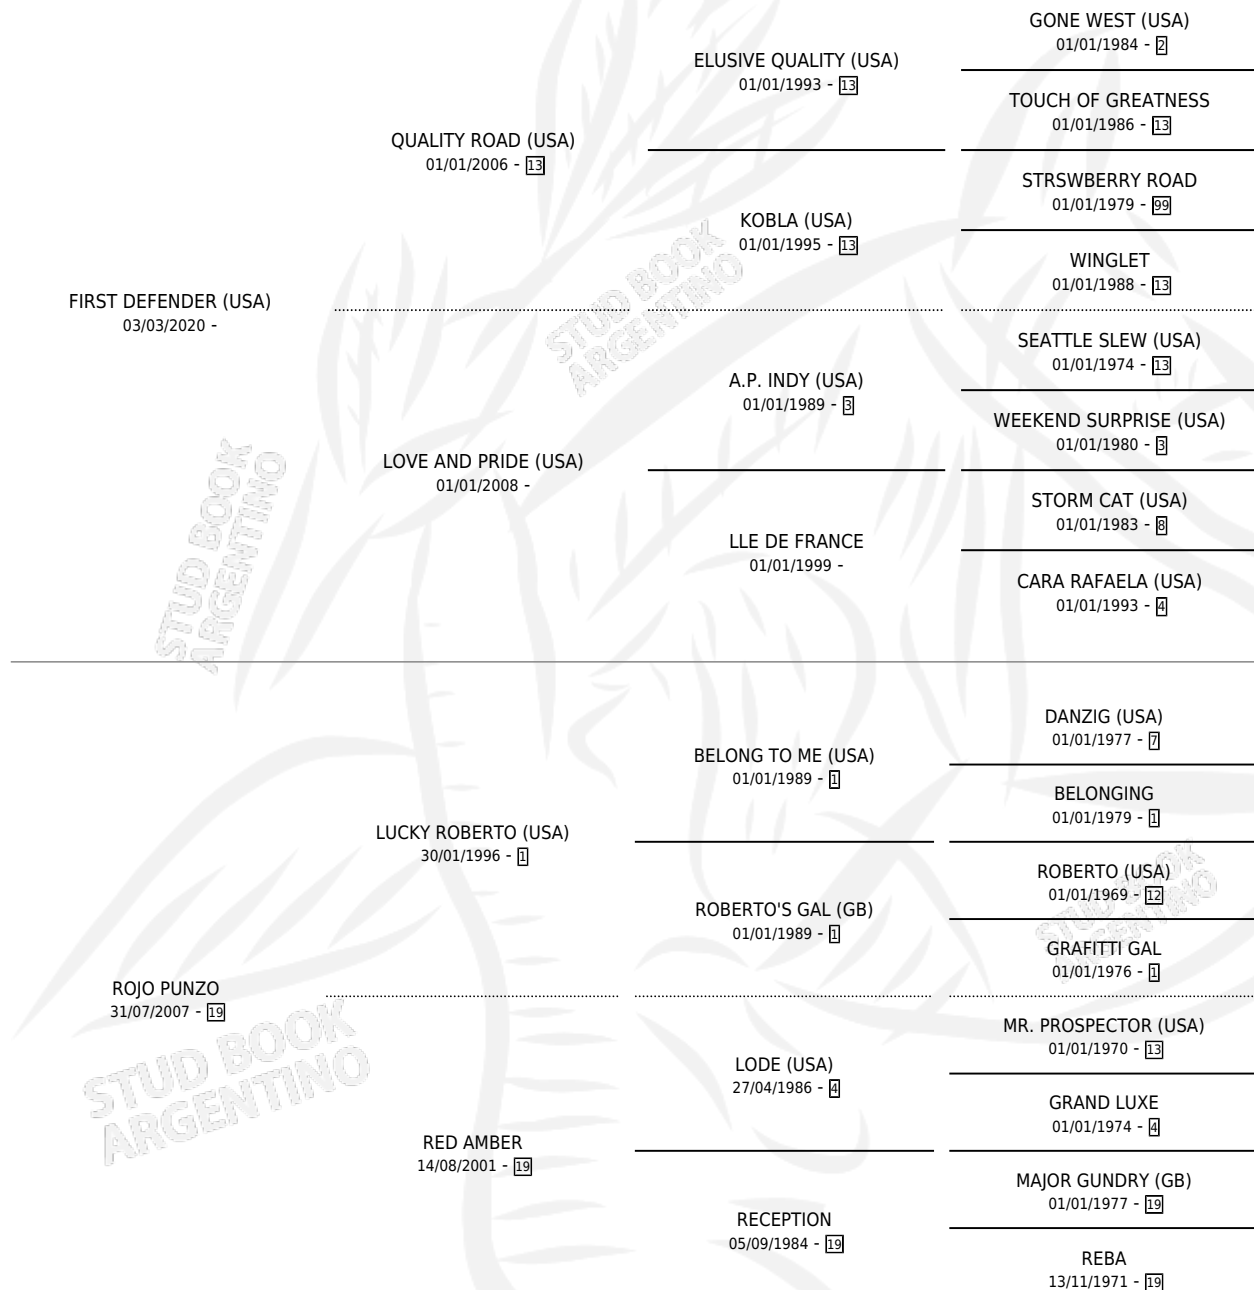 GONE WEST (USA)
01/01/1984 - 2
ELUSIVE QUALITY (USA)
01/01/1993 - 13
TOUCH OF GREATNESS
01/01/1986 - 13
QUALITY ROAD (USA)
01/01/2006 - 13
STRSWBERRY ROAD
01/01/1979 - 99
KOBLA (USA)
01/01/1995 - 13
WINGLET
01/01/1988 - 13
FIRST DEFENDER (USA)
03/03/2020 -
SEATTLE SLEW (USA)
01/01/1974 - 13
A.P. INDY (USA)
01/01/1989 - 3
WEEKEND SURPRISE (USA)
01/01/1980 - 3
LOVE AND PRIDE (USA)
01/01/2008 -
STORM CAT (USA)
01/01/1983 - 8
LLE DE FRANCE
01/01/1999 -
CARA RAFAELA (USA)
01/01/1993 - 4
STUD BOOK
ARGENTINO
STUD BOOK
ARGENTINO
DANZIG (USA)
01/01/1977 - 7
BELONG TO ME (USA)
01/01/1989 - 1
BELONGING
01/01/1979 - 1
LUCKY ROBERTO (USA)
30/01/1996 - 1
ROBERTO (USA)
01/01/1969 - 12
ROBERTO'S GAL (GB)
01/01/1989 - 1
GRAFITTI GAL
01/01/1976 - 1
STUD BOOK
ARGENTINO
ROJO PUNZO
31/07/2007 - 19
MR. PROSPECTOR (USA)
01/01/1970 - 13
LODE (USA)
27/04/1986 - 4
GRAND LUXE
01/01/1974 - 4
STUD BOOK
ARGENTINO
RED AMBER
14/08/2001 - 19
MAJOR GUNDRY (GB)
01/01/1977 - 19
RECEPTION
05/09/1984 - 19
REBA
13/11/1971 - 19